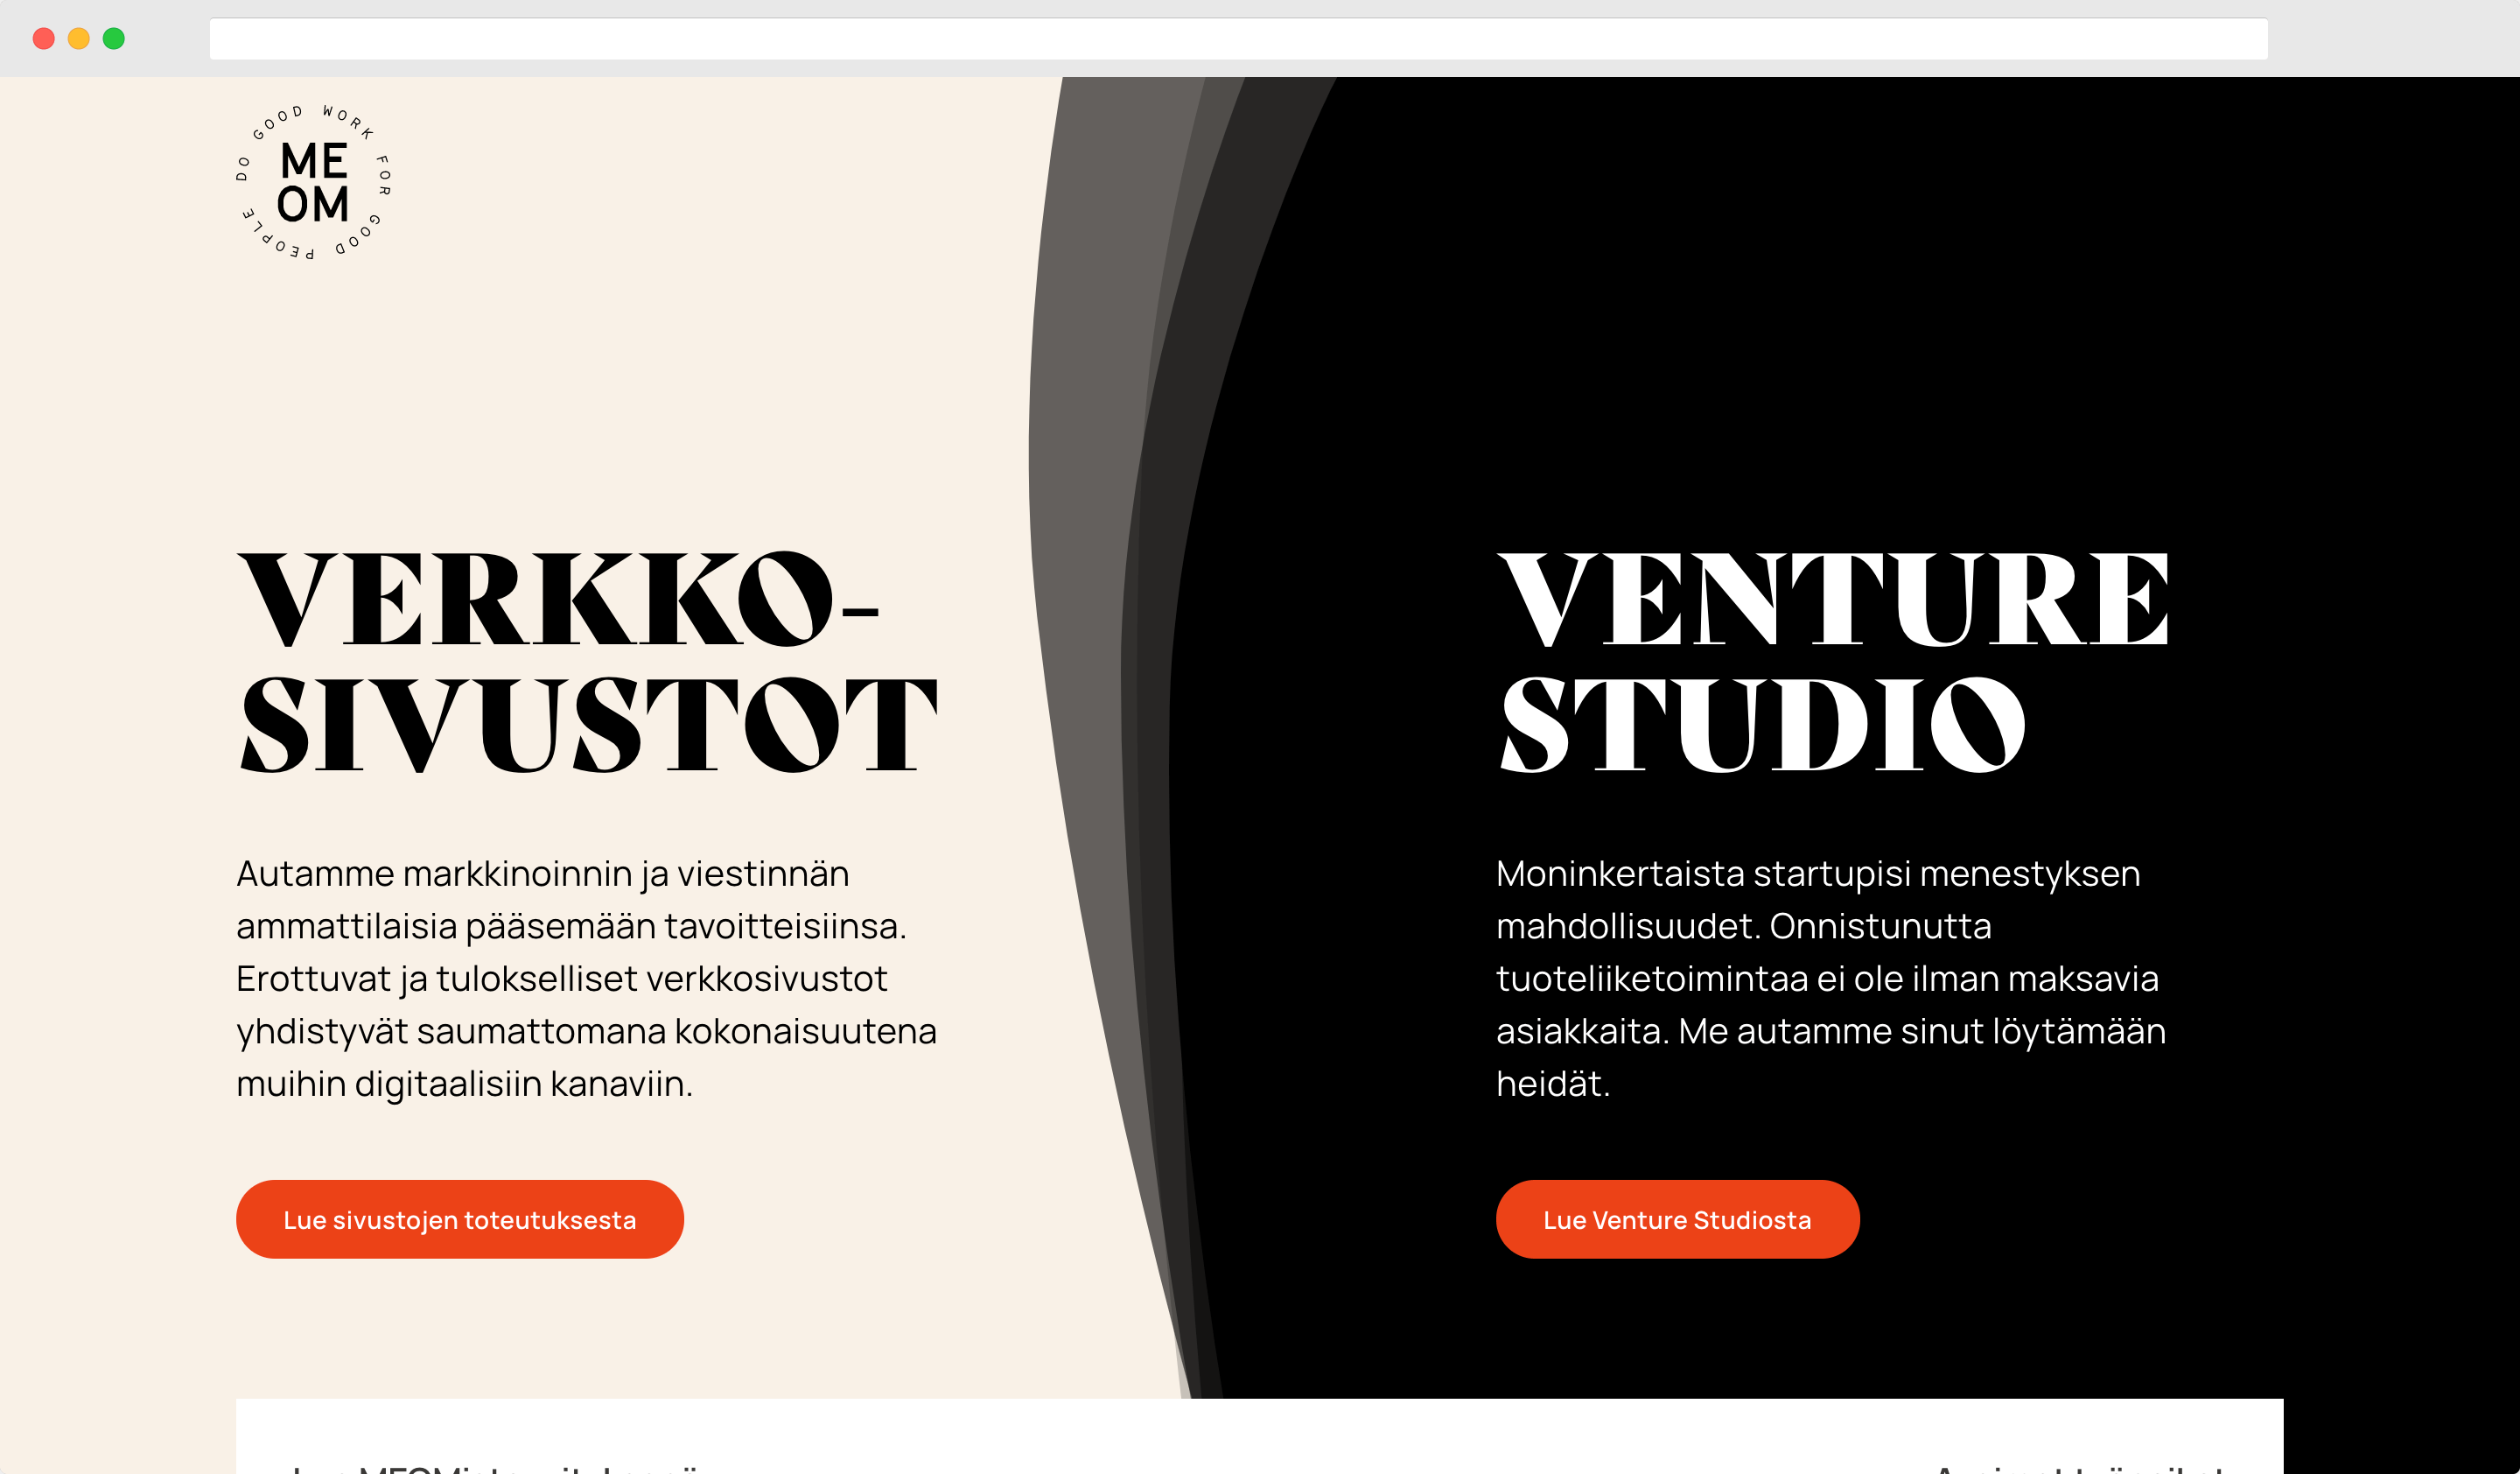 DO GOOD WORK FOR GOOD PEOPLE
ME
OM
VERKKO-
SIVUSTOT
Autamme markkinoinnin ja viestinnän
ammattilaisia pääsemään tavoitteisiinsa.
Erottuvat ja tulokselliset verkkosivustot
yhdistyvät saumattomana kokonaisuutena
muihin digitaalisiin kanaviin.
Lue sivustojen toteutuksesta
VENTURE
STUDIO
Moninkertaista startupisi menestyksen
mahdollisuudet. Onnistunutta
tuoteliiketoimintaa ei ole ilman maksavia
asiakkaita. Me autamme sinut löytämään
heidät.
Lue Venture Studiosta